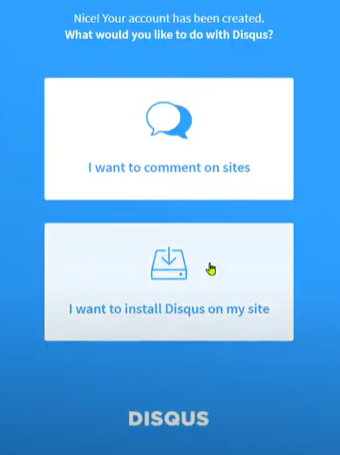 Nice! Your account has been created.
What would you like to do with Disqus?
I want to comment on sites
I want to install Disqus on my site
DISQUS